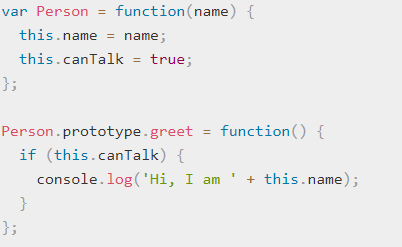 var Person = function(name) {
  this.name = name;
  this.canTalk = true;
};

Person.prototype.greet = function() {
  if (this.canTalk) {
    console.log('Hi, I am ' + this.name);
  }
};